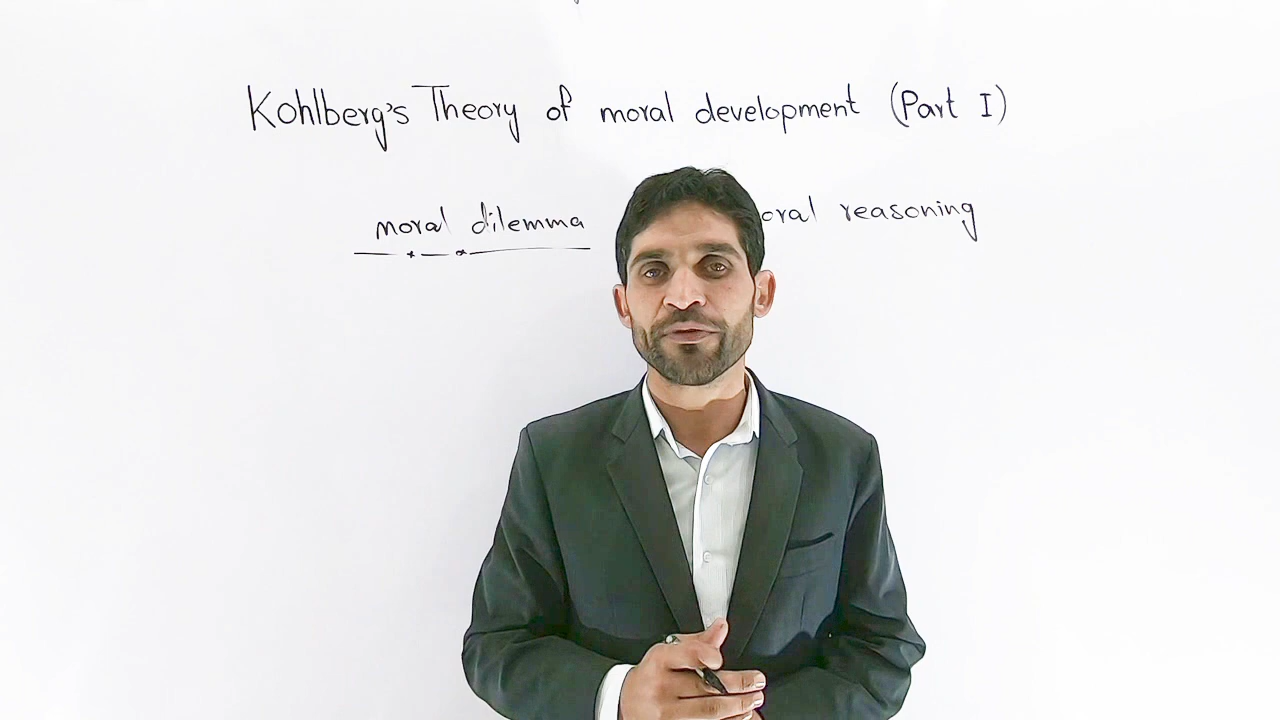 Kohlberg's Theory of moral development (Part I)
moral dilemma oral reasoning